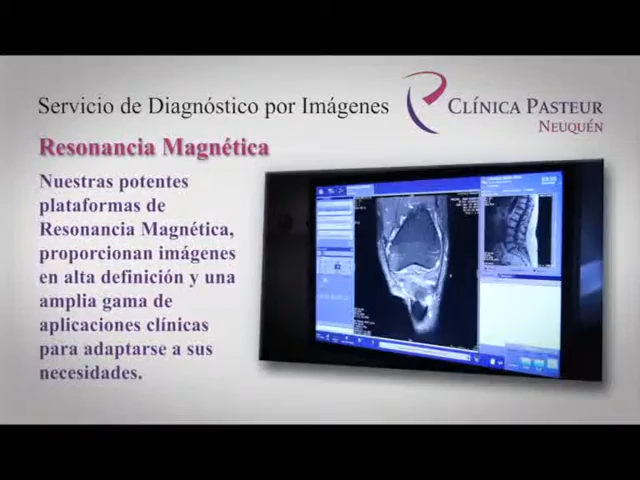 Servicio de Diagnóstico por Imágenes
CLÍNICA PASTEUR
NEUQUÉN
Resonancia Magnética
Nuestras potentes
plataformas de
Resonancia Magnética,
proporcionan imágenes
en alta definición y una
amplia gama de
aplicaciones clínicas
para adaptarse a sus
necesidades.